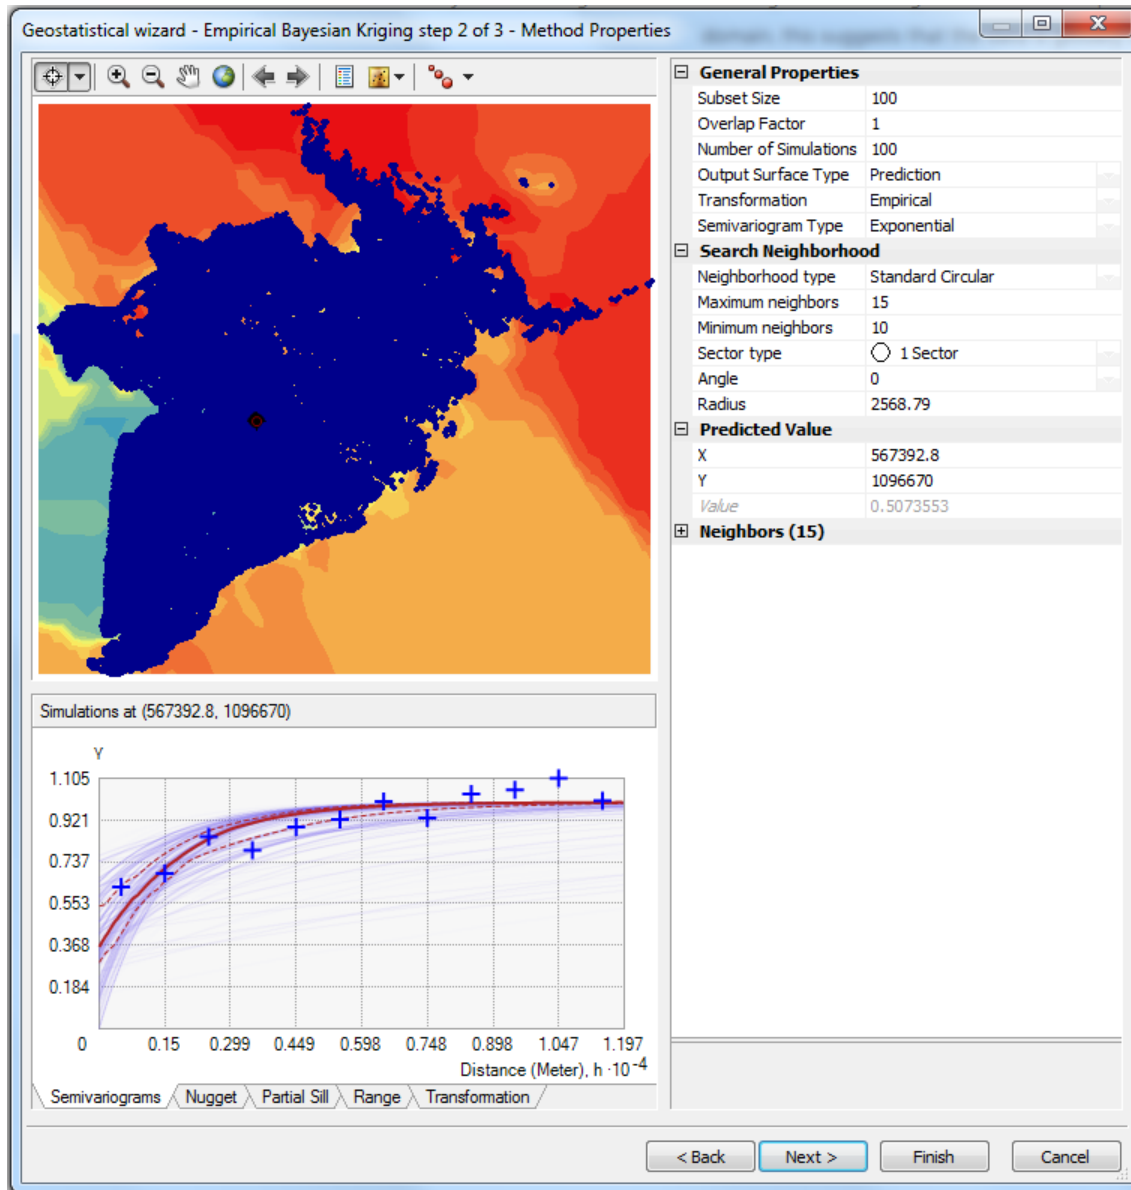 Geostatistical wizard - Empirical Bayesian Kriging step 2 of 3 - Method Properties
General Properties
Subset Size 100
Overlap Factor 1
Number of Simulations 100
Output Surface Type Prediction
Transformation Empirical
Semivariogram Type Exponential
Search Neighborhood
Neighborhood type Standard Circular
Maximum neighbors 15
Minimum neighbors 10
Sector type 1 Sector
Angle 0
Radius 2568.79
Predicted Value
X 567392.8
Y 1096670
Value 0.5073553
Neighbors (15)
Simulations at (567392.8, 1096670)
Y
1.105
0.921
0.737
0.553
0.368
0.184
0 0.15 0.299 0.449 0.598 0.748 0.898 1.047 1.197
Distance (Meter), h ·10⁻⁴
Semivariograms Nugget Partial Sill Range Transformation
< Back Next > Finish Cancel